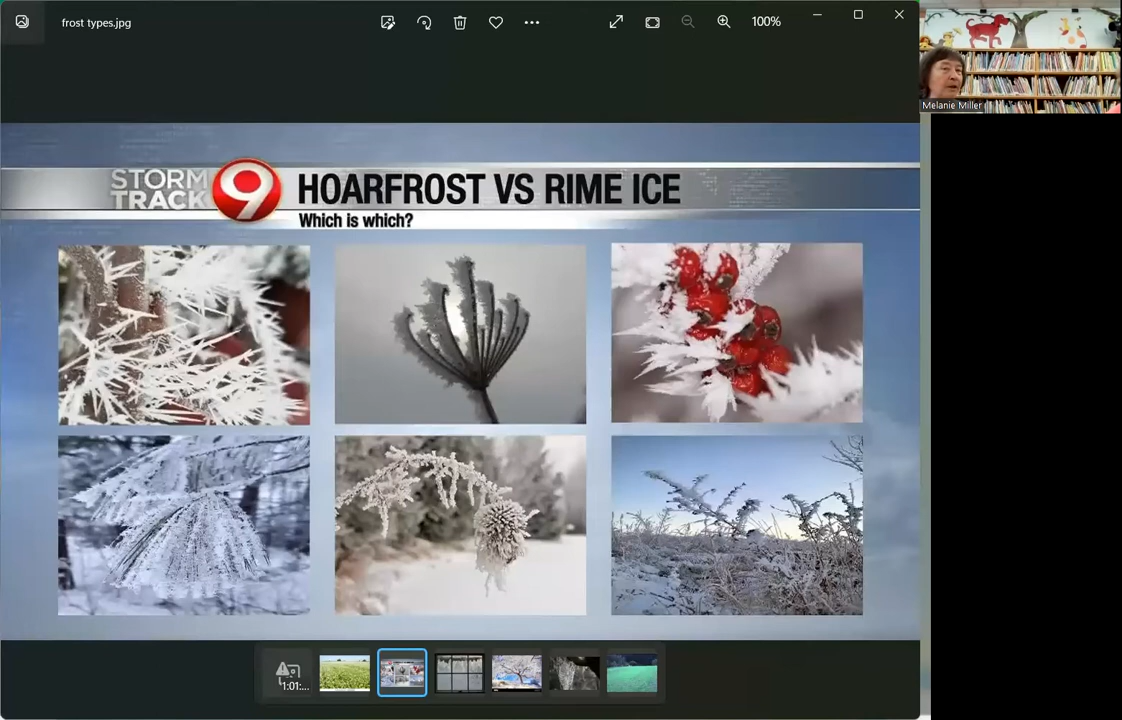 frost types.jpg
100%
Melanie Miller
STORM
TRACK
9
HOARFROST VS RIME ICE
Which is which?
1:01:...